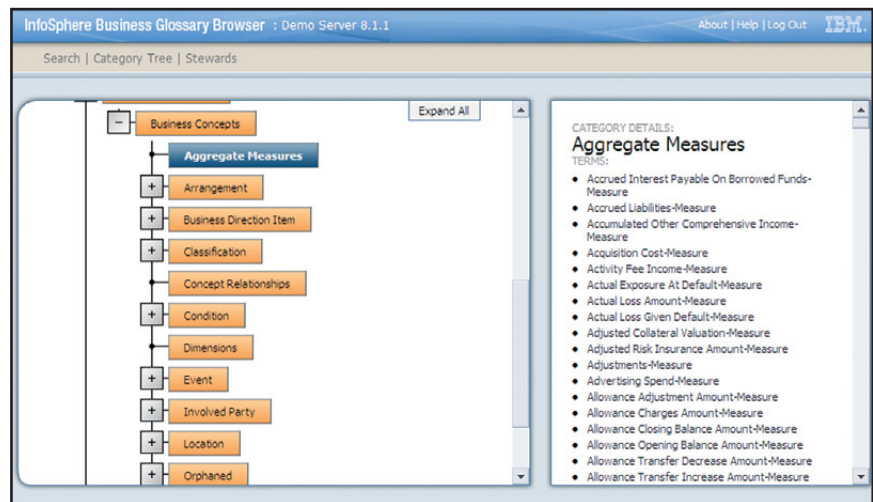 InfoSphere Business Glossary Browser : Demo Server 8.1.1
About | Help | Log Out
IBM.
Search | Category Tree | Stewards
Expand All
Business Concepts
Aggregate Measures
Arrangement
Business Direction Item
Classification
Concept Relationships
Condition
Dimensions
Event
Involved Party
Location
Orphaned
CATEGORY DETAILS:
Aggregate Measures
TERMS:
• Accrued Interest Payable On Borrowed Funds-
Measure
• Accrued Liabilities-Measure
• Accumulated Other Comprehensive Income-
Measure
• Acquisition Cost-Measure
• Activity Fee Income-Measure
• Actual Exposure At Default-Measure
• Actual Loss Amount-Measure
• Actual Loss Given Default-Measure
• Adjusted Collateral Valuation-Measure
• Adjusted Risk Insurance Amount-Measure
• Adjustments-Measure
• Advertising Spend-Measure
• Allowance Adjustment Amount-Measure
• Allowance Charges Amount-Measure
• Allowance Closing Balance Amount-Measure
• Allowance Opening Balance Amount-Measure
• Allowance Transfer Decrease Amount-Measure
• Allowance Transfer Increase Amount-Measure